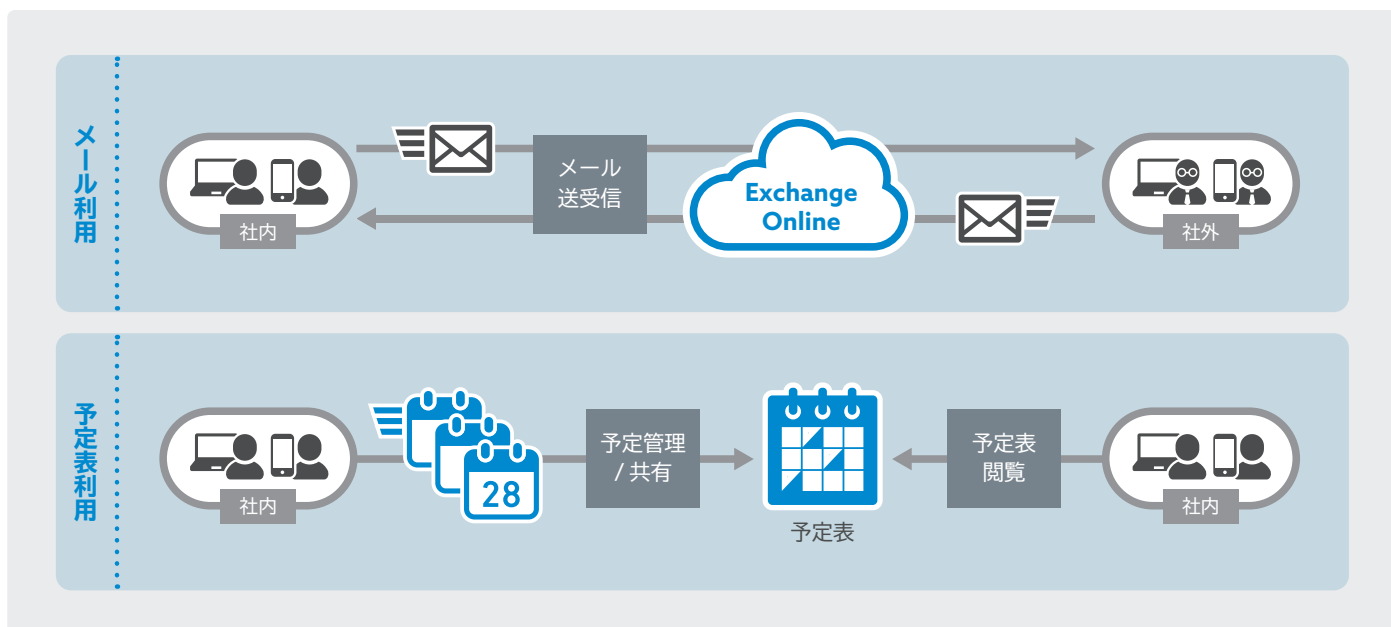 メール利用
社内
メール
送受信
Exchange
Online
社外
予定表利用
社内
28
予定管理
/ 共有
予定表
予定表
閲覧
社内